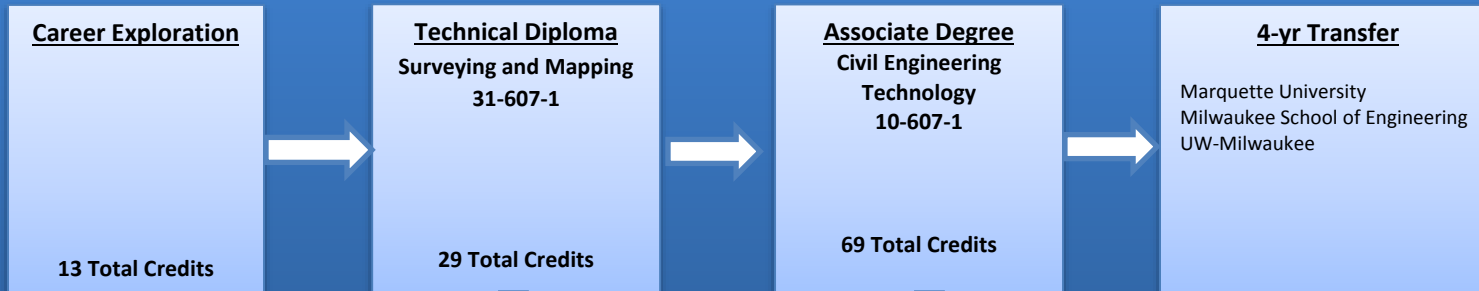 Career Exploration
13 Total Credits
Technical Diploma
Surveying and Mapping
31-607-1
29 Total Credits
Associate Degree
Civil Engineering
Technology
10-607-1
69 Total Credits
4-yr Transfer
Marquette University
Milwaukee School of Engineering
UW-Milwaukee